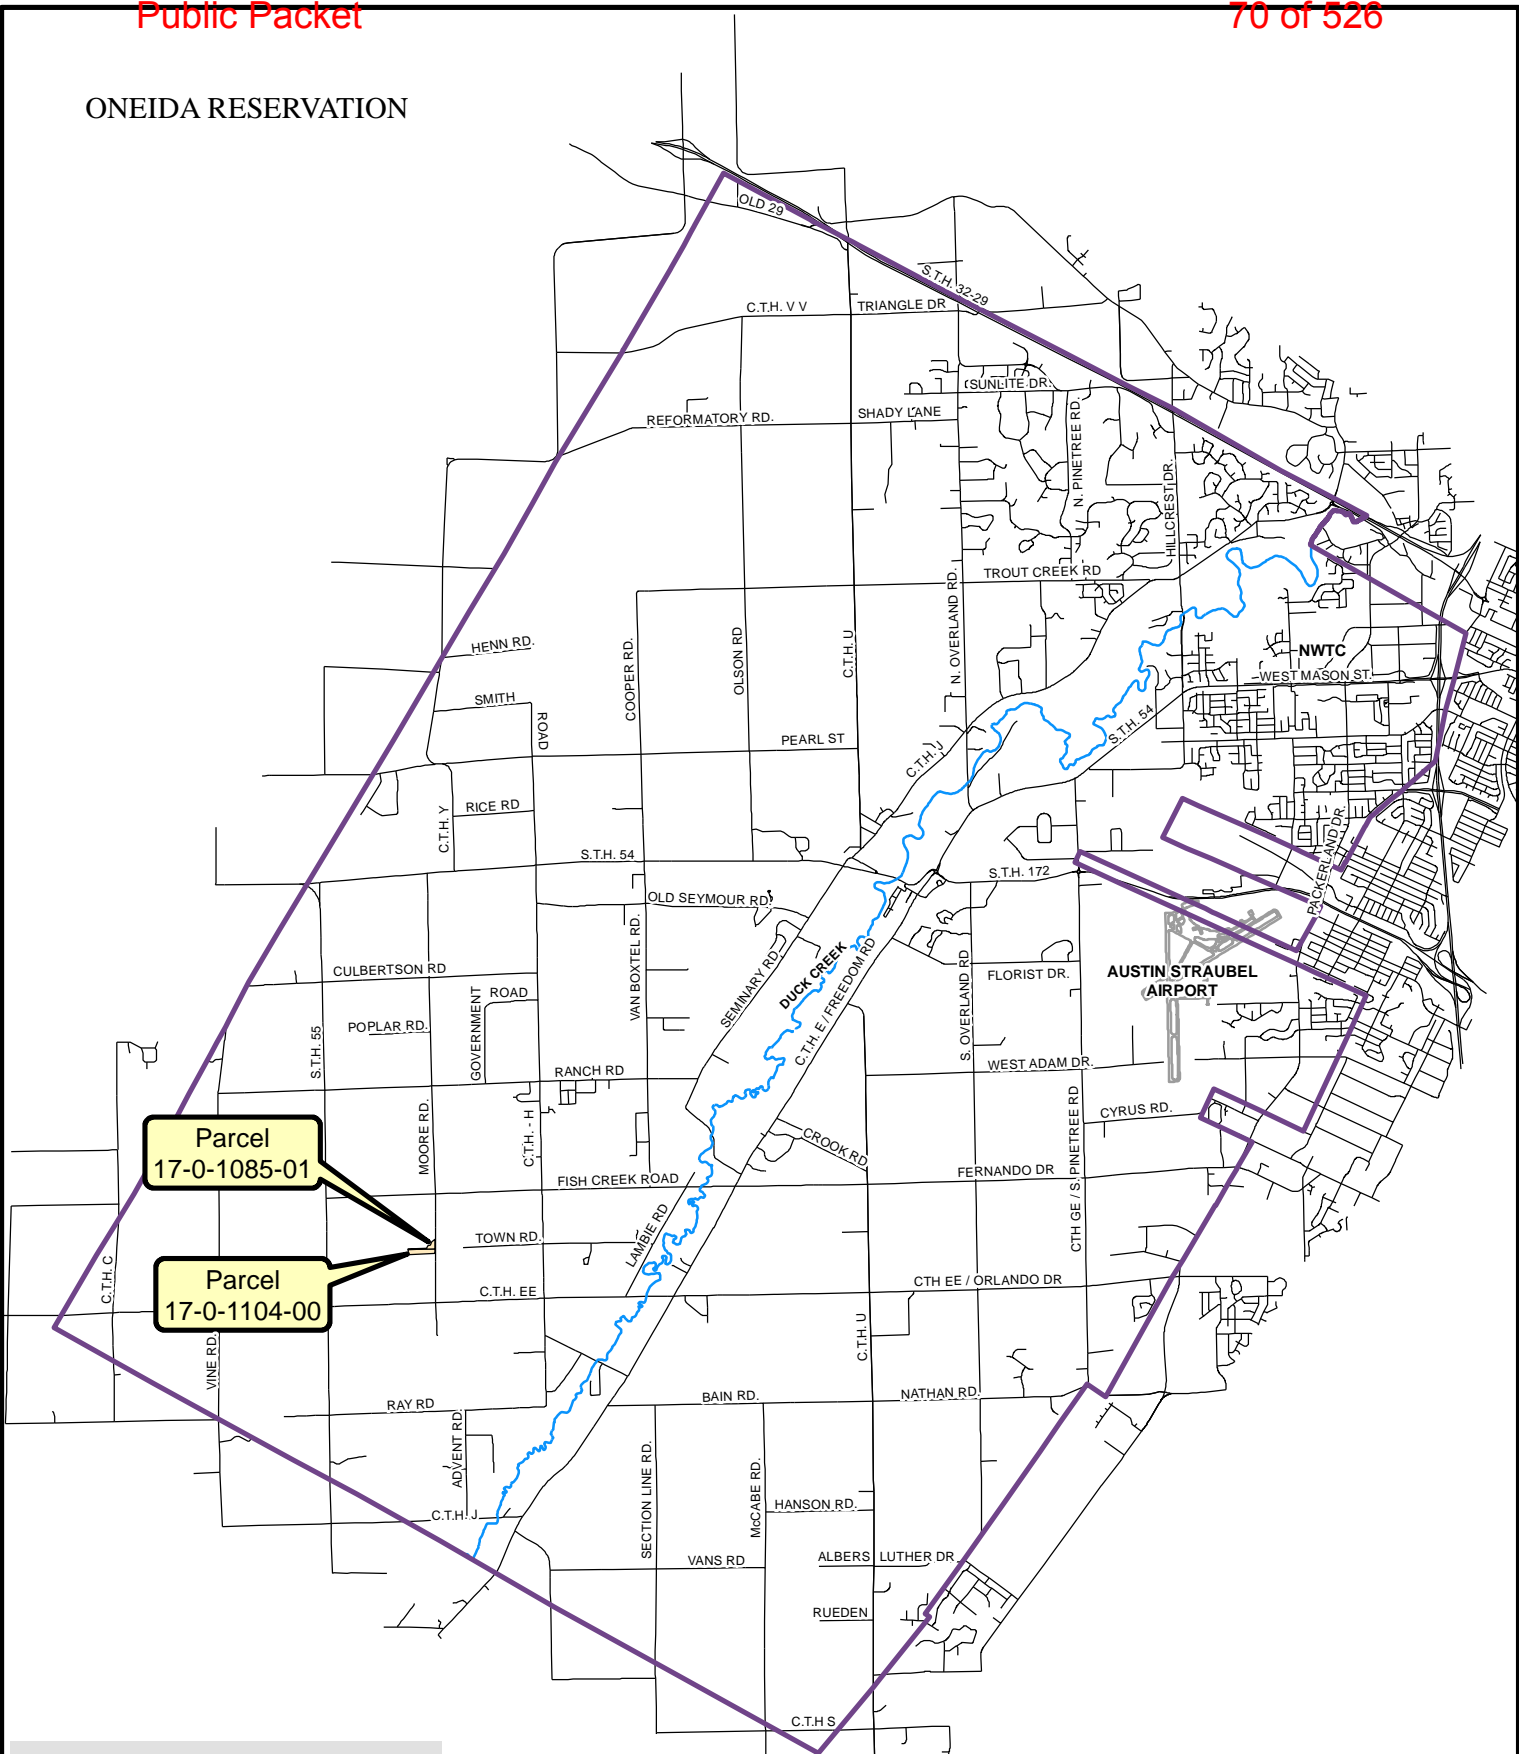 Public Packet
70 of 526
ONEIDA RESERVATION
OLD 29
S.T.H. 32-29
C.T.H. V V
TRIANGLE DR
SUNLITE DR.
REFORMATORY RD.
SHADY LANE
N. PINETREE RD.
HILLCREST DR.
TROUT CREEK RD
N. OVERLAND RD.
HENN RD.
COOPER RD.
OLSON RD
C.T.H. U
NWTC
WEST MASON ST.
SMITH
ROAD
PEARL ST
C.T.H. J
S.T.H. 54
C.T.H. Y
RICE RD
S.T.H. 54
S.T.H. 172
PACKERLAND DR.
OLD SEYMOUR RD.
VAN BOXTEL RD.
SEMINARY RD.
DUCK CREEK
C.T.H. E / FREEDOM RD
S. OVERLAND RD
FLORIST DR.
AUSTIN STRAUBEL
AIRPORT
CULBERTSON RD
GOVERNMENT
ROAD
POPLAR RD.
S.T.H. 55
RANCH RD
WEST ADAM DR.
CTH GE / S. PINETREE RD
CYRUS RD.
MOORE RD.
C.T.H. - H
CROOK RD
Parcel
17-0-1085-01
FISH CREEK ROAD
FERNANDO DR
LAMBIE RD
TOWN RD.
Parcel
17-0-1104-00
C.T.H. C
C.T.H. EE
CTH EE / ORLANDO DR
C.T.H. U
VINE RD.
RAY RD
BAIN RD.
NATHAN RD.
ADVENT RD.
SECTION LINE RD.
McCABE RD.
HANSON RD.
C.T.H. J
VANS RD
ALBERS
LUTHER DR
RUEDEN
C.T.H S